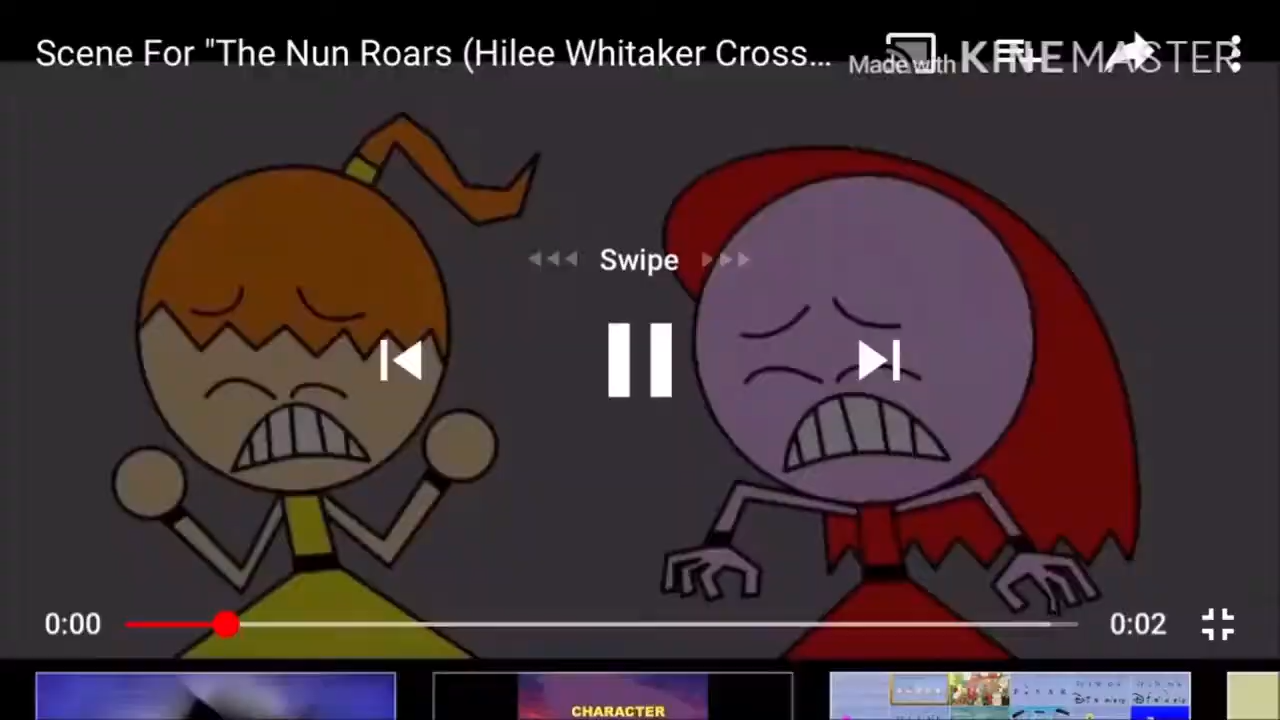 Scene For "The Nun Roars (Hilee Whitaker Cross...
Made with KINEMASTER
Swipe
0:00
0:02
CHARACTER